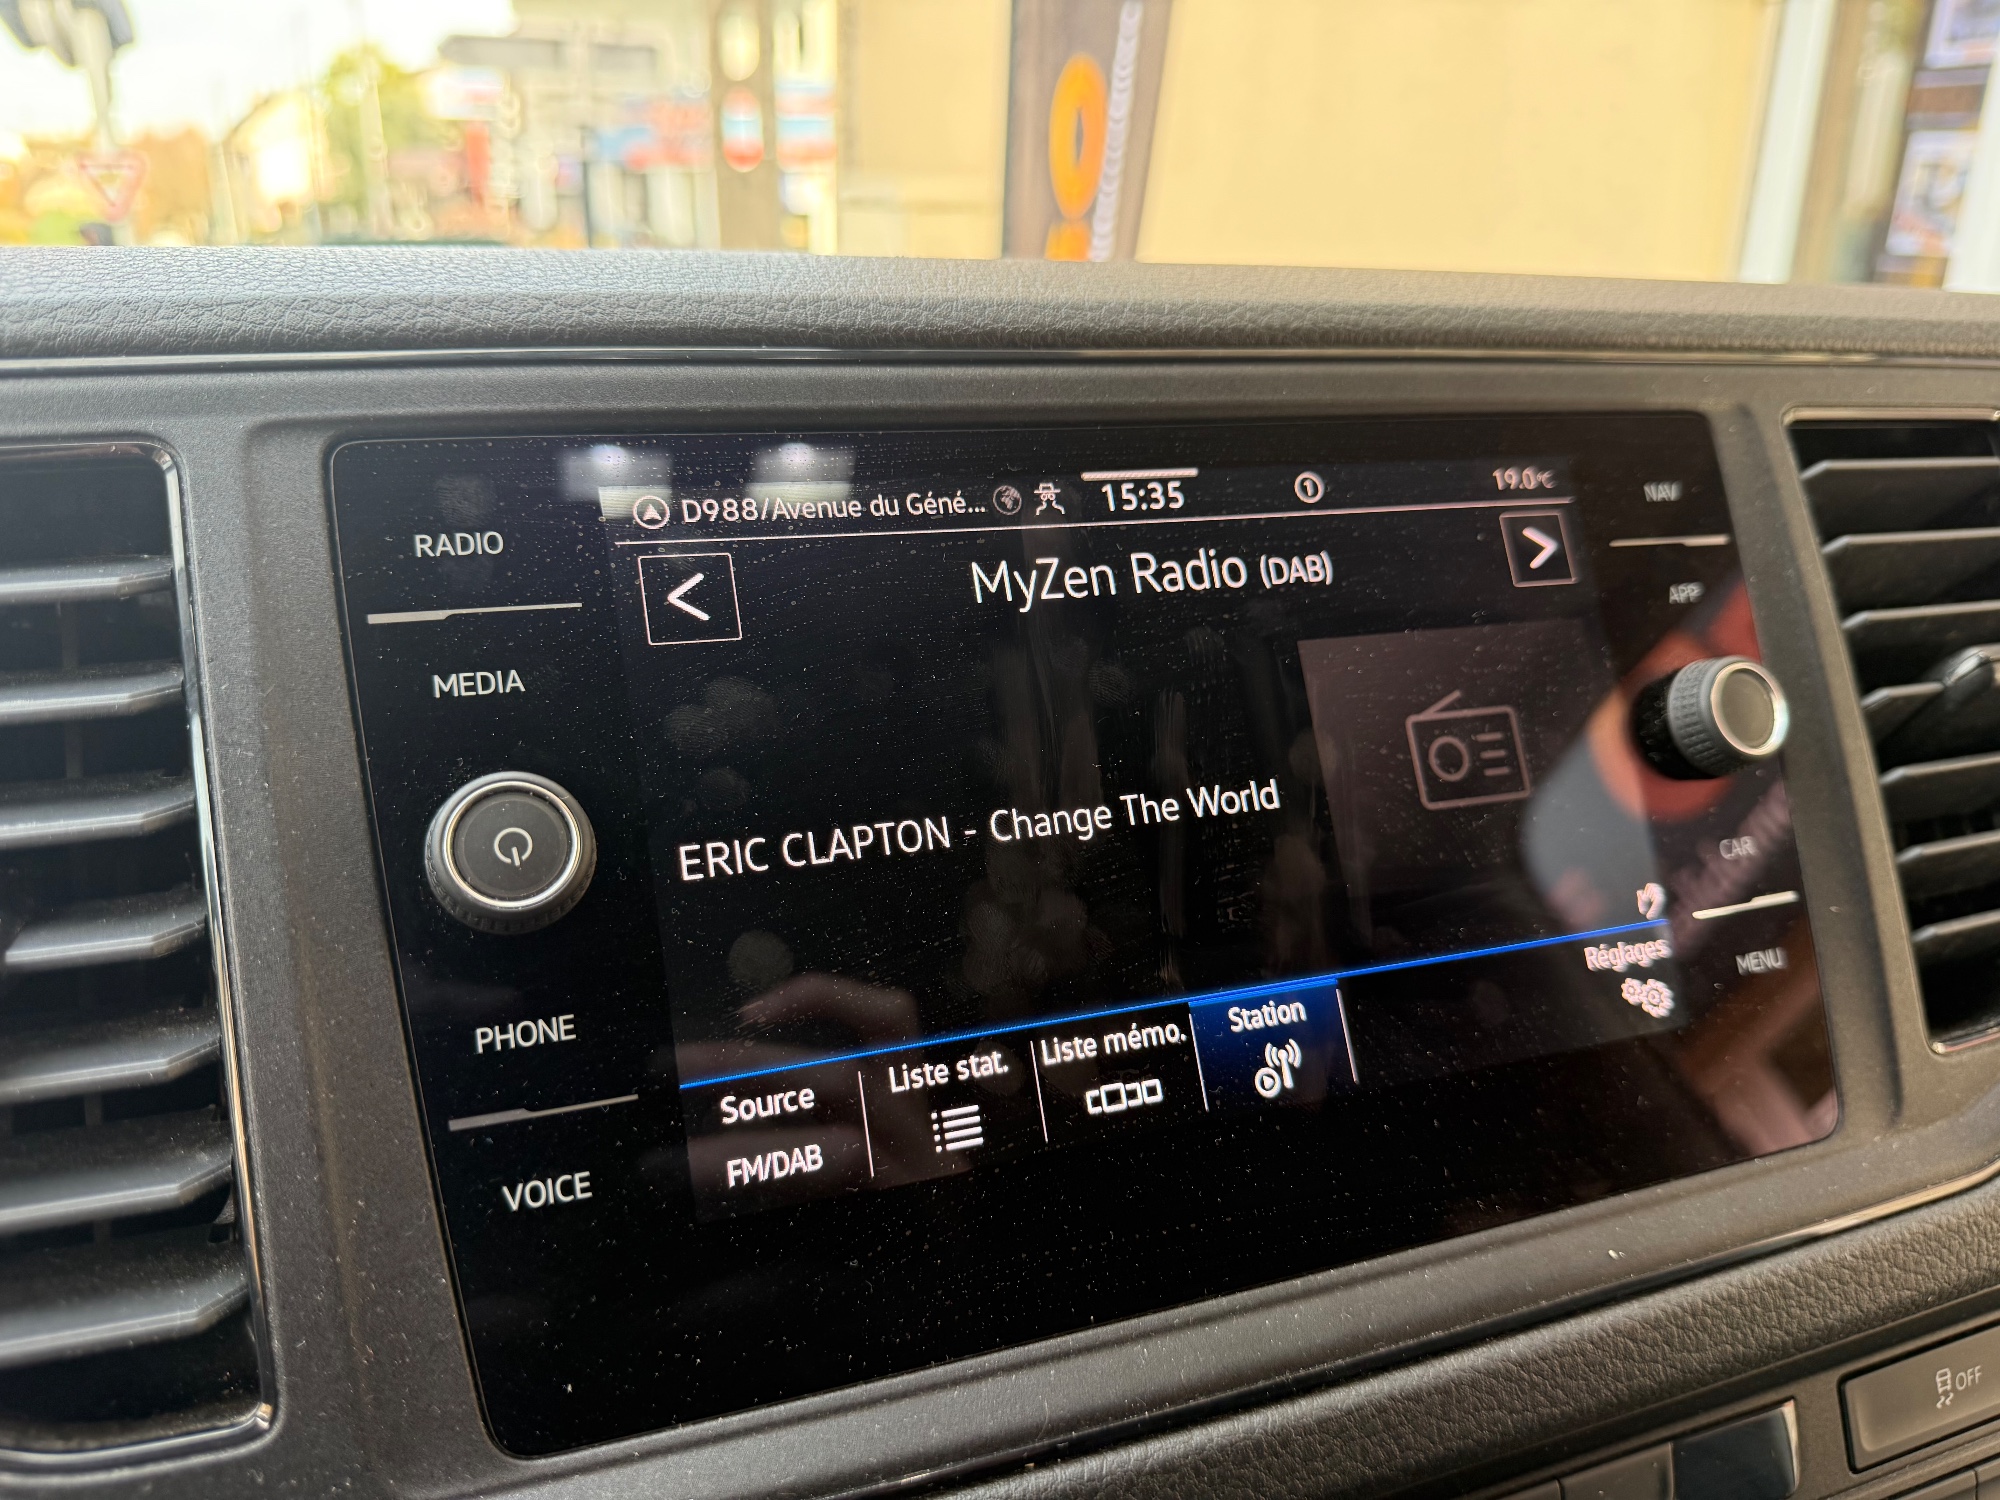 D988/Avenue du Géné... 15:35 1 19.0°C
MyZen Radio (DAB)
ERIC CLAPTON - Change The World
Réglages
Source
FM/DAB
Liste stat.
Liste mémo.
Station
RADIO
MEDIA
PHONE
VOICE
NAV
APP
CAR
MENU
OFF